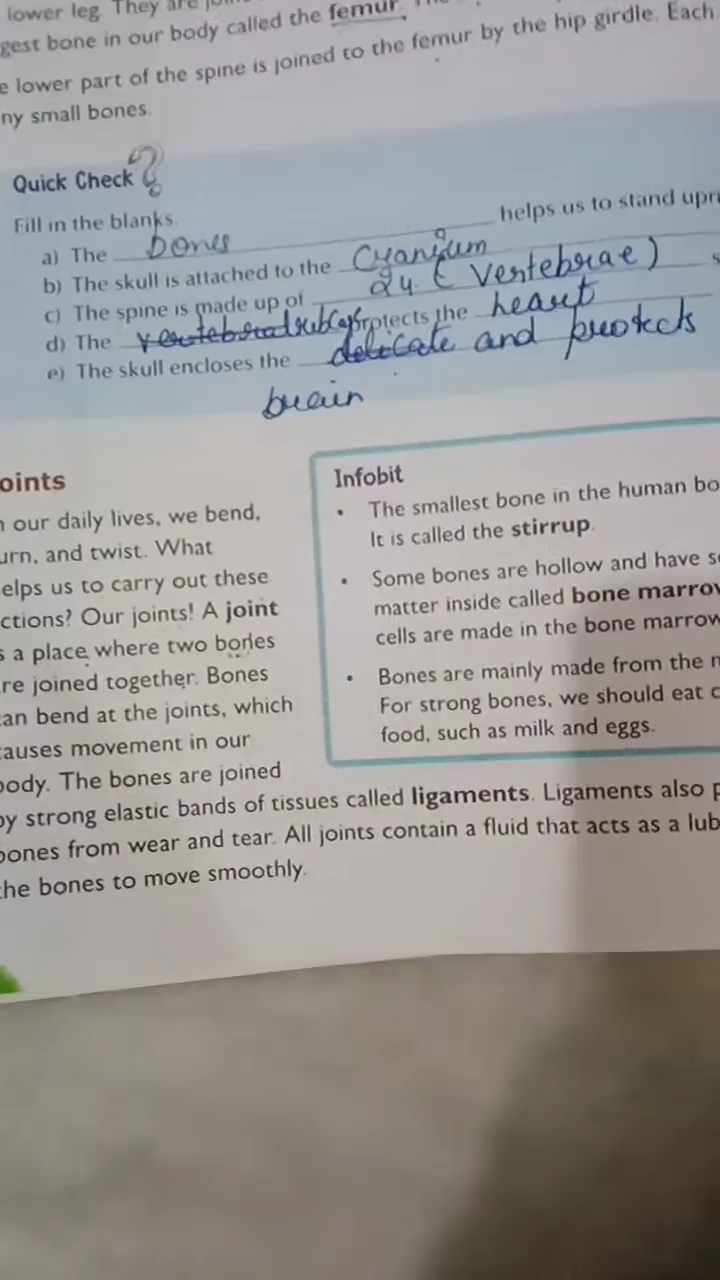 lower leg. They are
gest bone in our body called the femur.
e lower part of the spine is joined to the femur by the hip girdle. Each
ny small bones.
Quick Check ?
Fill in the blanks.
a) The bones helps us to stand upri
b) The skull is attached to the Cranium
c) The spine is made up of 24 (Vertebrae) s
d) The protects the heart
e) The skull encloses the delicate and protects
brain
oints
n our daily lives, we bend,
urn, and twist. What
elps us to carry out these
ctions? Our joints! A joint
s a place where two bones
re joined together. Bones
an bend at the joints, which
auses movement in our
body. The bones are joined
by strong elastic bands of tissues called ligaments. Ligaments also p
bones from wear and tear. All joints contain a fluid that acts as a lub
the bones to move smoothly.
Infobit
• The smallest bone in the human bo
It is called the stirrup.
• Some bones are hollow and have so
matter inside called bone marrow
cells are made in the bone marrow
• Bones are mainly made from the m
For strong bones, we should eat c
food, such as milk and eggs.